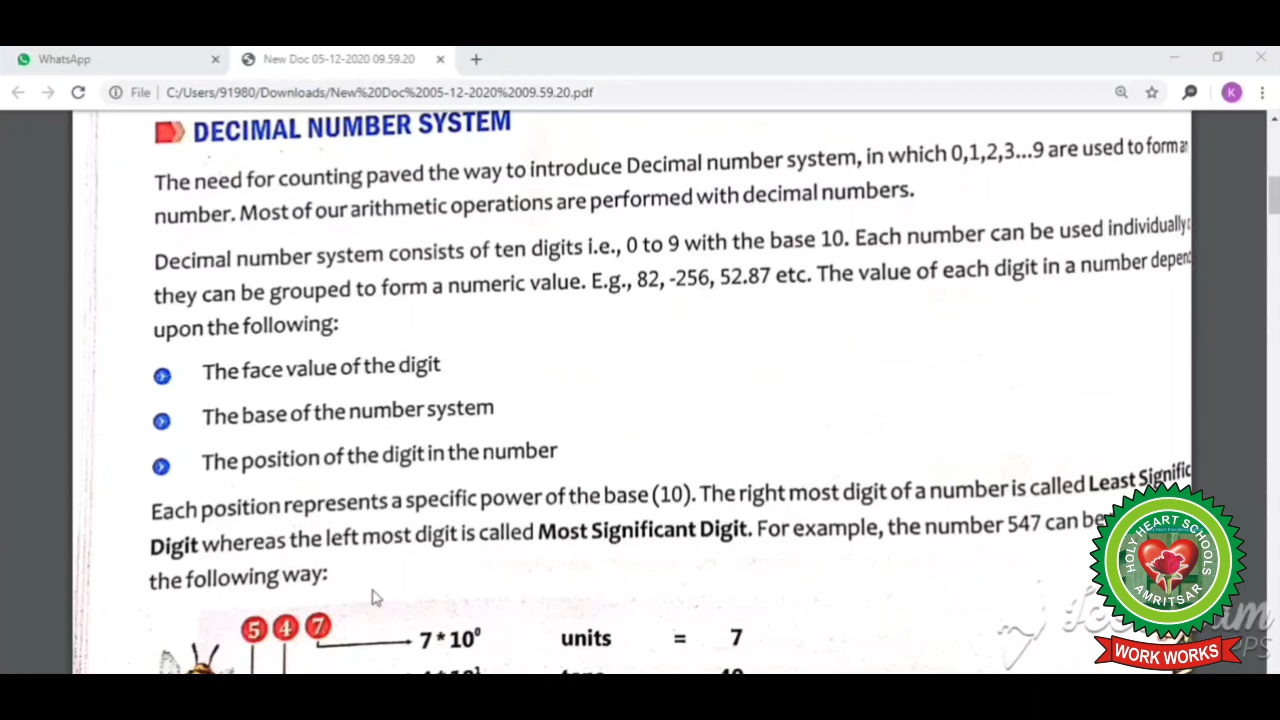 WhatsApp
New Doc 05-12-2020 09.59.20
File
C:/Users/91980/Downloads/New%20Doc%2005-12-2020%2009.59.20.pdf
K
DECIMAL NUMBER SYSTEM
The need for counting paved the way to introduce Decimal number system, in which 0,1,2,3...9 are used to form
number. Most of our arithmetic operations are performed with decimal numbers.
Decimal number system consists of ten digits i.e., 0 to 9 with the base 10. Each number can be used individually
they can be grouped to form a numeric value. E.g., 82, -256, 52.87 etc. The value of each digit in a number depen
upon the following:
The face value of the digit
The base of the number system
The position of the digit in the number
Each position represents a specific power of the base (10). The right most digit of a number is called Least Signific
Digit whereas the left most digit is called Most Significant Digit. For example, the number 547 can be
the following way:
5 4 7
7 * 10⁰ units = 7
HOLY HEART SCHOOLS
AMRITSAR
WORK WORKS